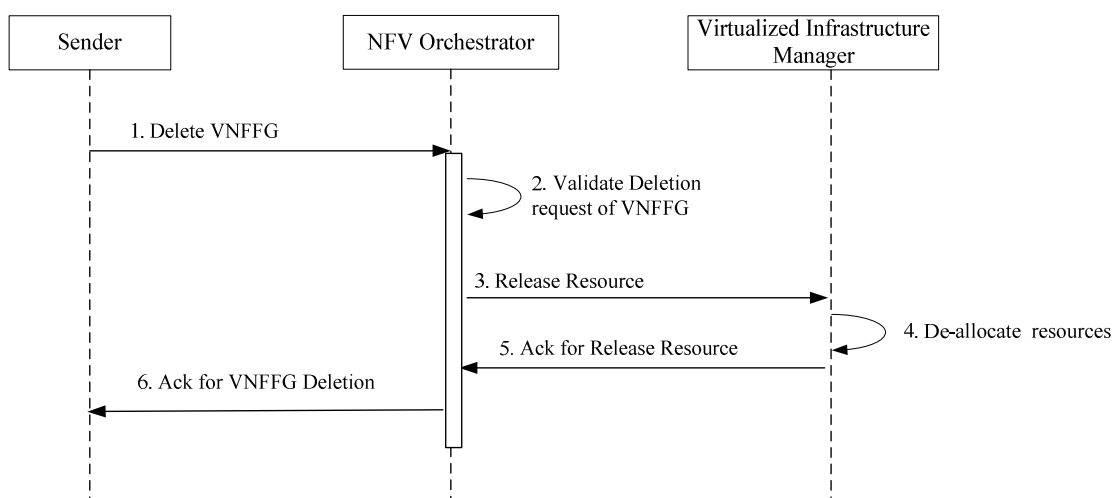 Sender
NFV Orchestrator
Virtualized Infrastructure
Manager
1. Delete VNFFG
2. Validate Deletion
request of VNFFG
3. Release Resource
4. De-allocate resources
5. Ack for Release Resource
6. Ack for VNFFG Deletion